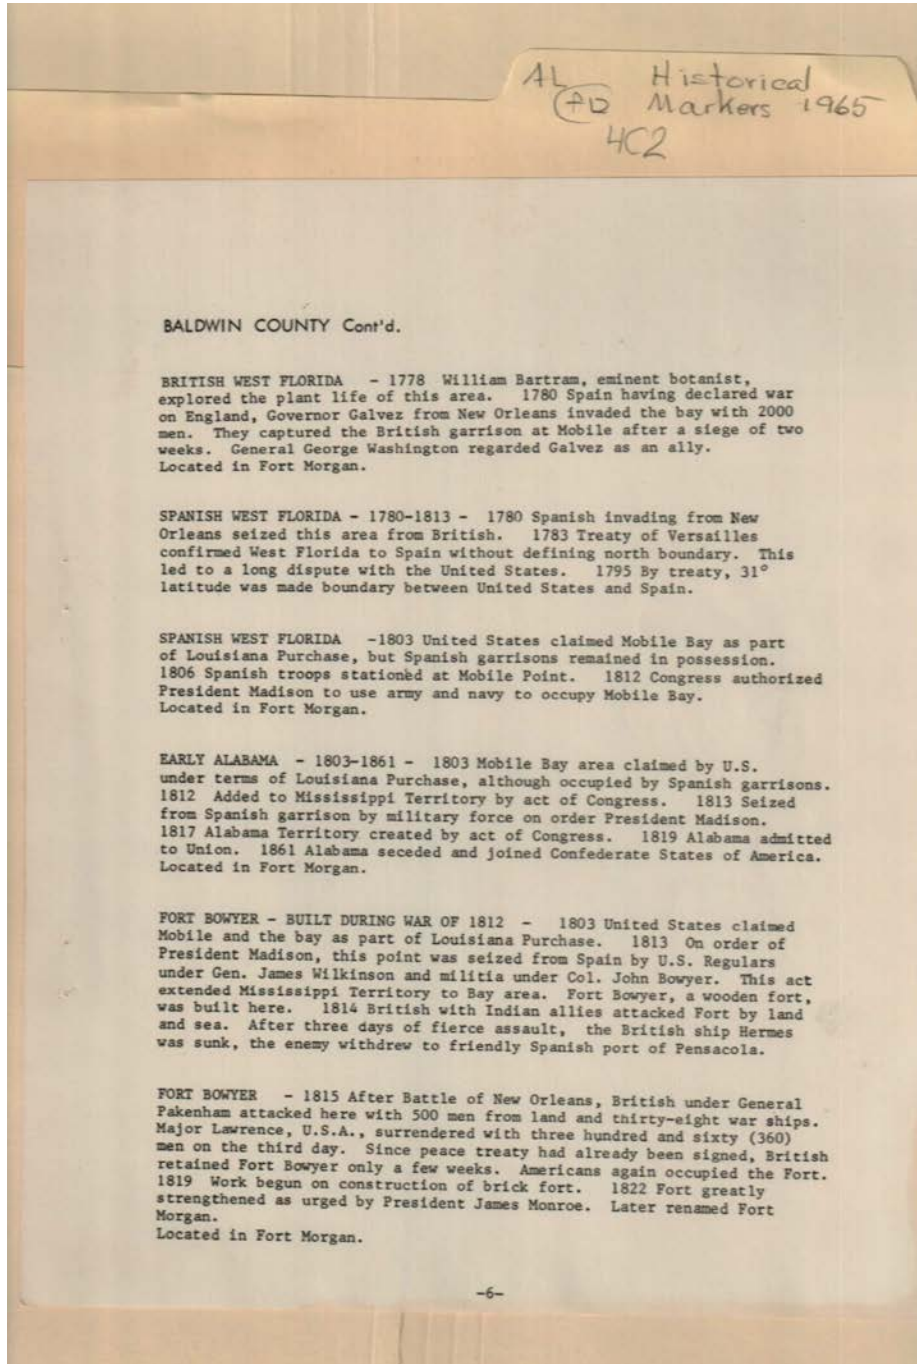 AL Historical
AD Markers 1965
4C2
BALDWIN COUNTY Cont'd.
BRITISH WEST FLORIDA - 1778 William Bartram, eminent botanist,
explored the plant life of this area. 1780 Spain having declared war
on England, Governor Galvez from New Orleans invaded the bay with 2000
men. They captured the British garrison at Mobile after a siege of two
weeks. General George Washington regarded Galvez as an ally.
Located in Fort Morgan.
SPANISH WEST FLORIDA - 1780-1813 - 1780 Spanish invading from New
Orleans seized this area from British. 1783 Treaty of Versailles
confirmed West Florida to Spain without defining north boundary. This
led to a long dispute with the United States. 1795 By treaty, 31°
latitude was made boundary between United States and Spain.
SPANISH WEST FLORIDA -1803 United States claimed Mobile Bay as part
of Louisiana Purchase, but Spanish garrisons remained in possession.
1806 Spanish troops stationed at Mobile Point. 1812 Congress authorized
President Madison to use army and navy to occupy Mobile Bay.
Located in Fort Morgan.
EARLY ALABAMA - 1803-1861 - 1803 Mobile Bay area claimed by U.S.
under terms of Louisiana Purchase, although occupied by Spanish garrisons.
1812 Added to Mississippi Territory by act of Congress. 1813 Seized
from Spanish garrison by military force on order President Madison.
1817 Alabama Territory created by act of Congress. 1819 Alabama admitted
to Union. 1861 Alabama seceded and joined Confederate States of America.
Located in Fort Morgan.
FORT BOWYER - BUILT DURING WAR OF 1812 - 1803 United States claimed
Mobile and the bay as part of Louisiana Purchase. 1813 On order of
President Madison, this point was seized from Spain by U.S. Regulars
under Gen. James Wilkinson and militia under Col. John Bowyer. This act
extended Mississippi Territory to Bay area. Fort Bowyer, a wooden fort,
was built here. 1814 British with Indian allies attacked Fort by land
and sea. After three days of fierce assault, the British ship Hermes
was sunk, the enemy withdrew to friendly Spanish port of Pensacola.
FORT BOWYER - 1815 After Battle of New Orleans, British under General
Pakenham attacked here with 500 men from land and thirty-eight war ships.
Major Lawrence, U.S.A., surrendered with three hundred and sixty (360)
men on the third day. Since peace treaty had already been signed, British
retained Fort Bowyer only a few weeks. Americans again occupied the Fort.
1819 Work begun on construction of brick fort. 1822 Fort greatly
strengthened as urged by President James Monroe. Later renamed Fort
Morgan.
Located in Fort Morgan.
-6-